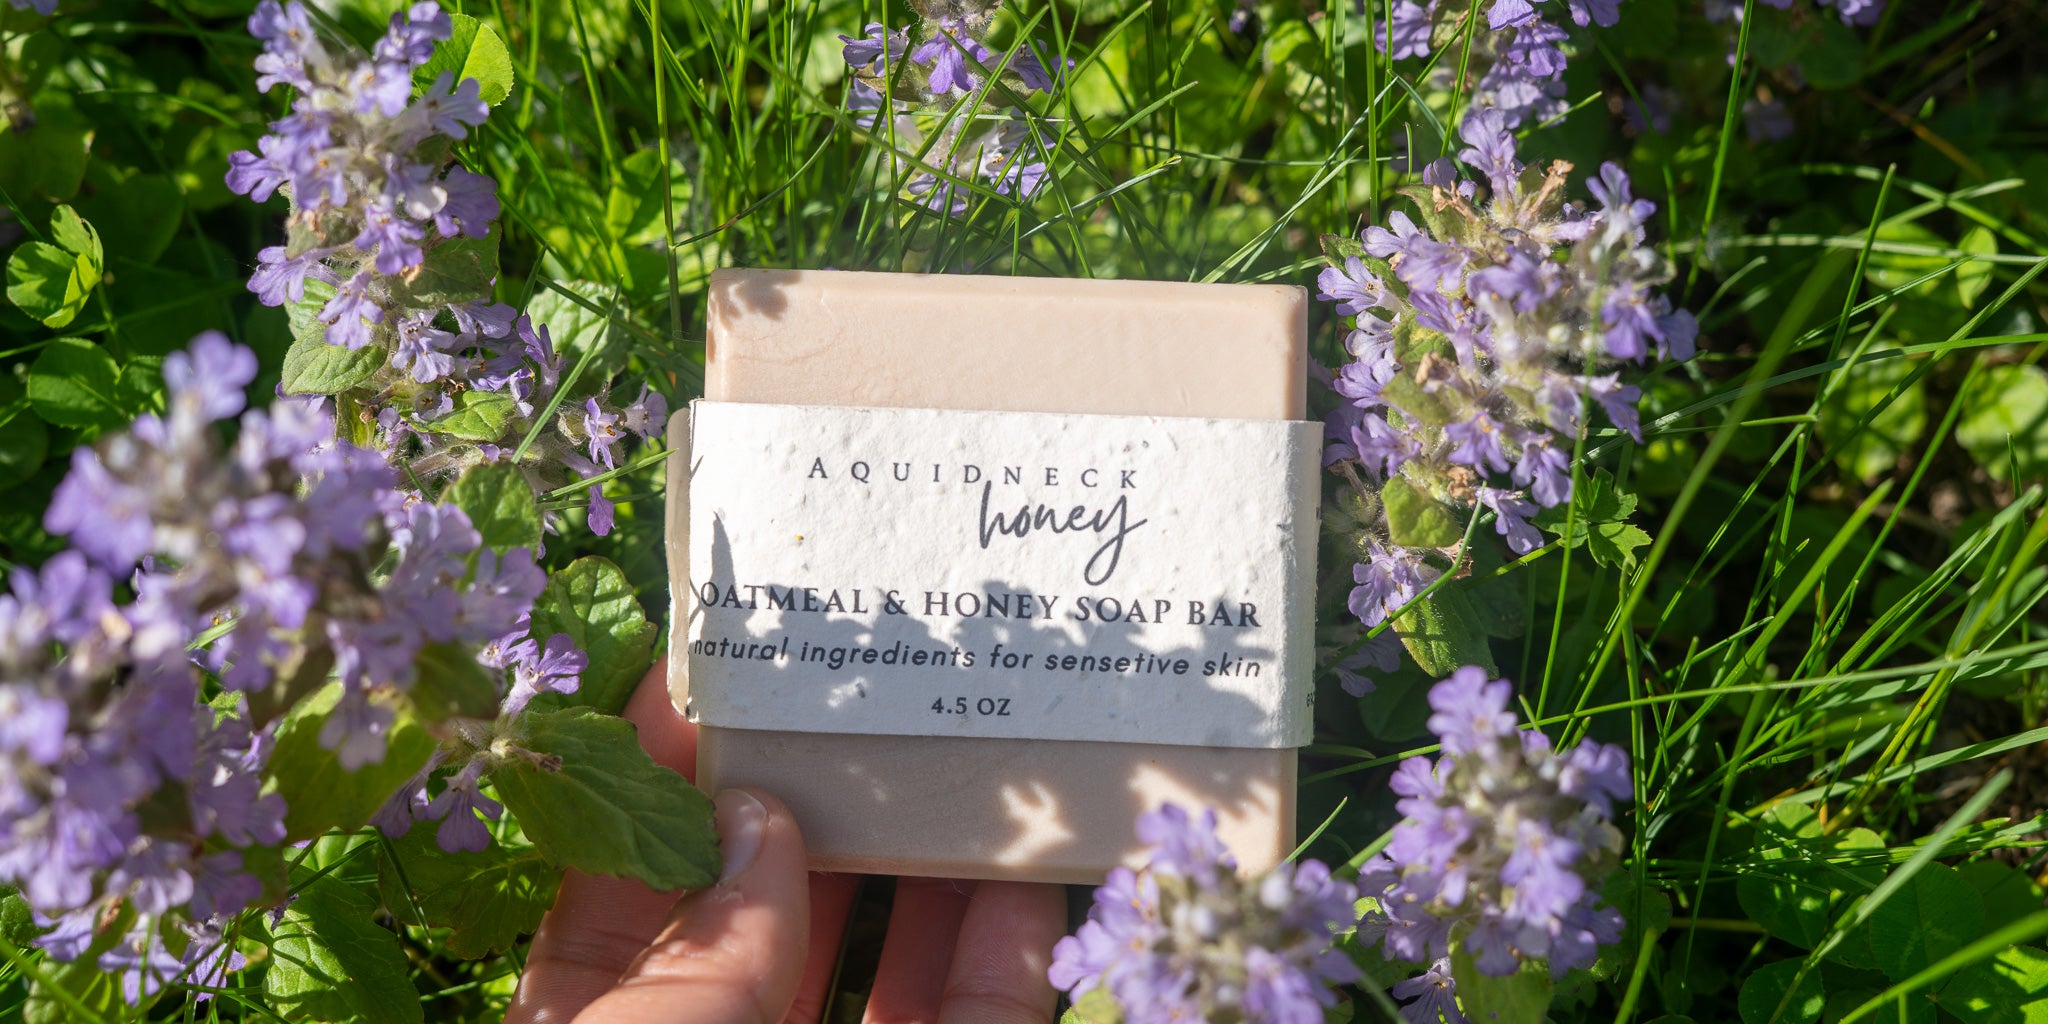 AQUIDNECK
honey
OATMEAL & HONEY SOAP BAR
natural ingredients for sensetive skin
4.5 OZ